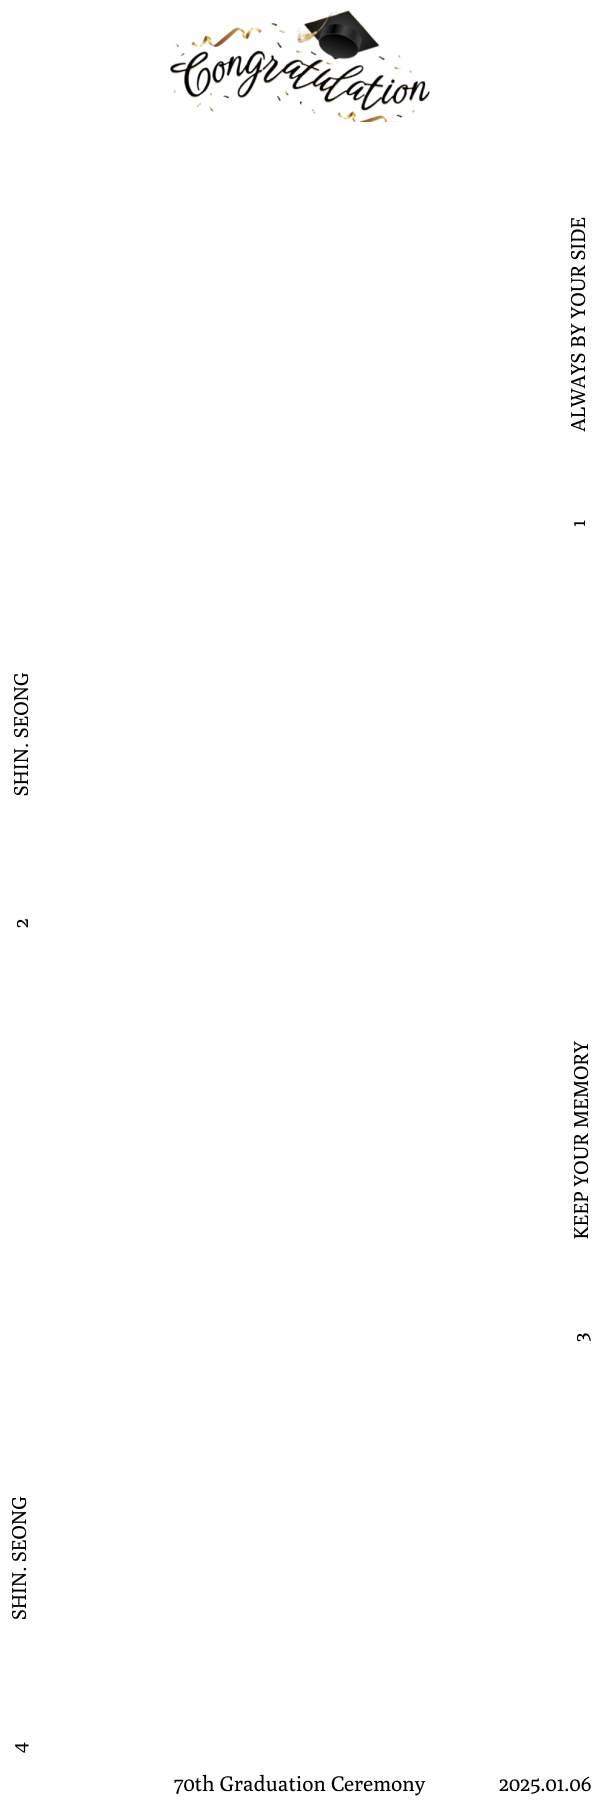 Congratulation
ALWAYS BY YOUR SIDE
1
SHIN. SEONG
2
KEEP YOUR MEMORY
3
SHIN. SEONG
4
70th Graduation Ceremony
2025.01.06